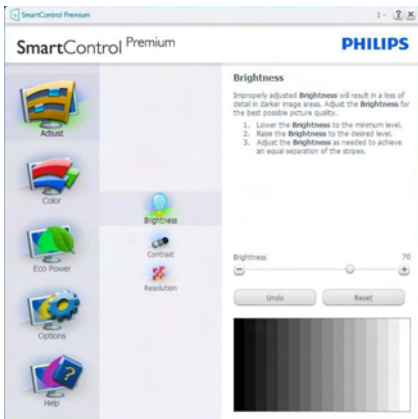 SmartControl Premium
1 - ? x
SmartControl Premium
PHILIPS
Adjust
Color
Eco Power
Options
Help
Brightness
Contrast
Resolution
Brightness
Improperly adjusted Brightness will result in a loss of
detail in darker image areas. Adjust the Brightness for
the best possible picture quality.
1. Lower the Brightness to the minimum level.
2. Raise the Brightness to the desired level.
3. Adjust the Brightness as needed to achieve
an equal separation of the stripes.
Brightness 70
Undo Reset